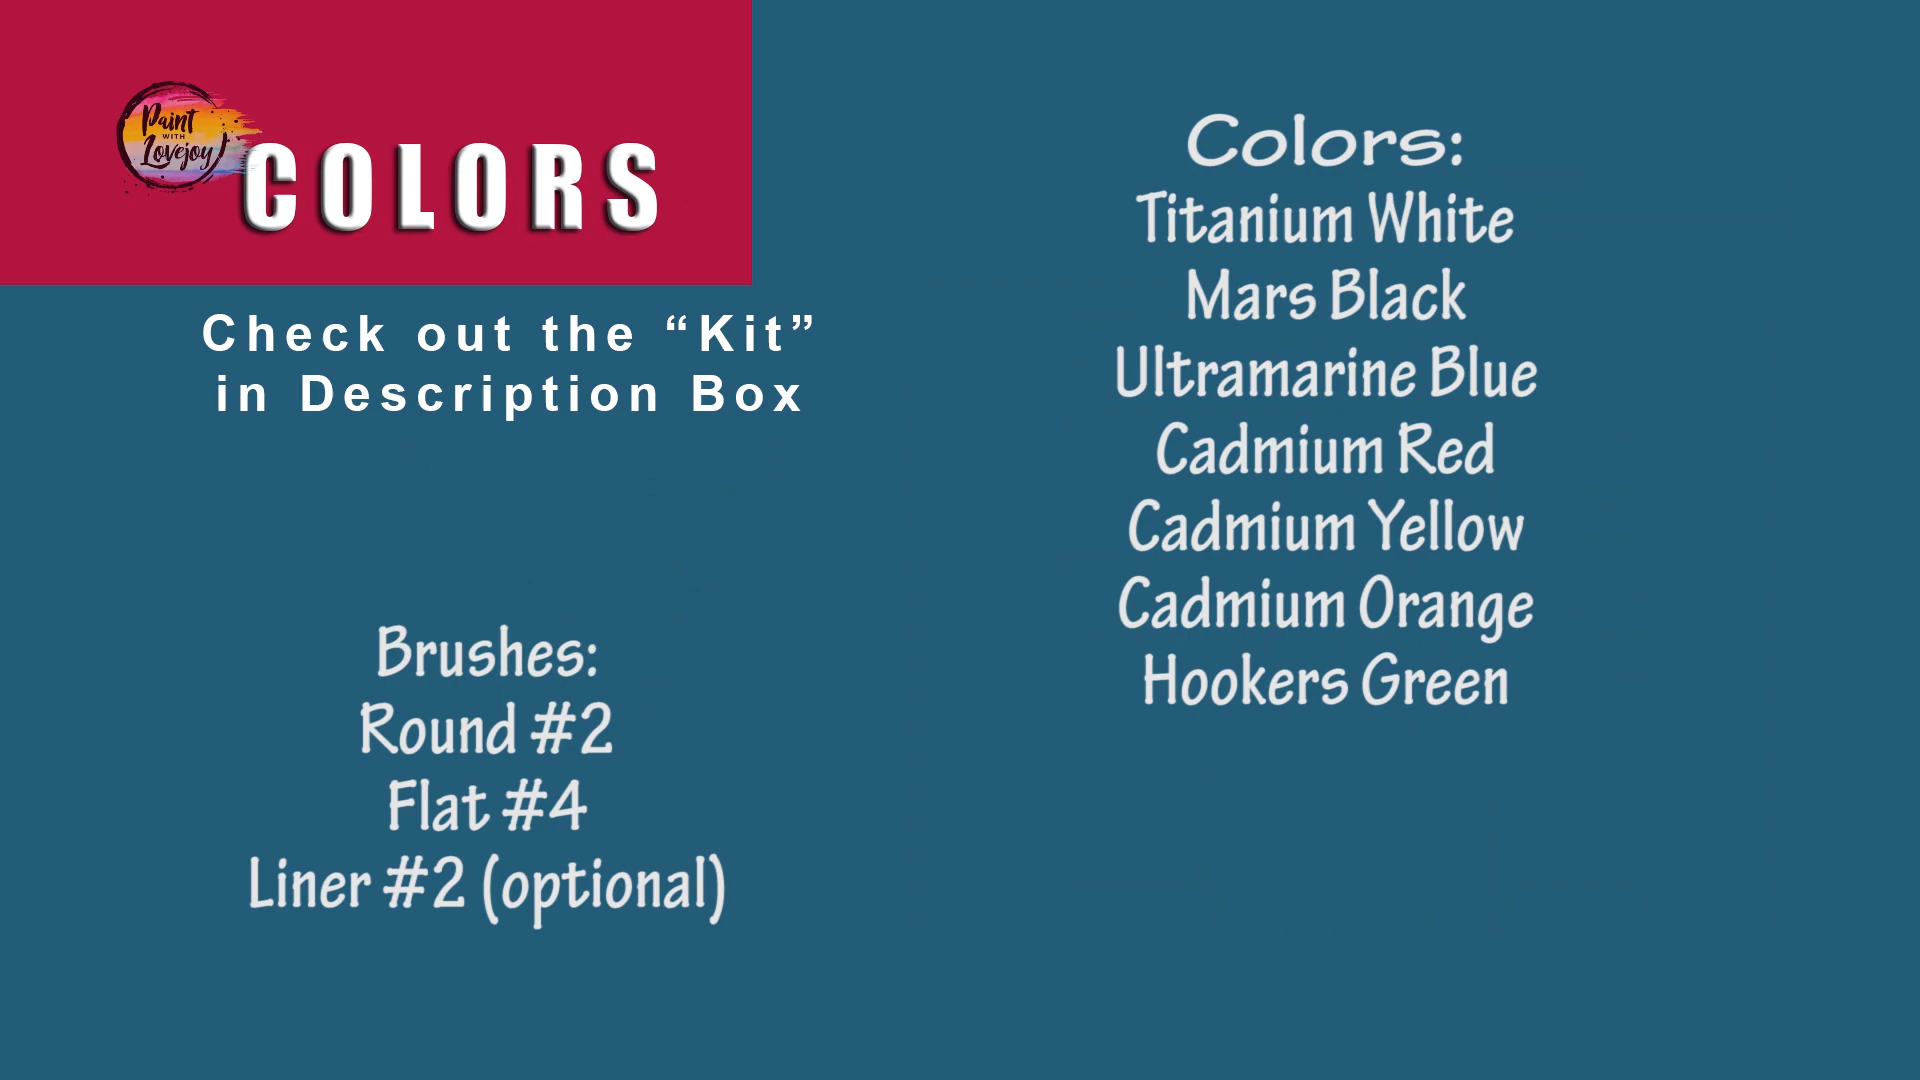 Paint
WITH
Lovejoy
COLORS
Check out the “Kit”
in Description Box
Brushes:
Round #2
Flat #4
Liner #2 (optional)
Colors:
Titanium White
Mars Black
Ultramarine Blue
Cadmium Red
Cadmium Yellow
Cadmium Orange
Hookers Green